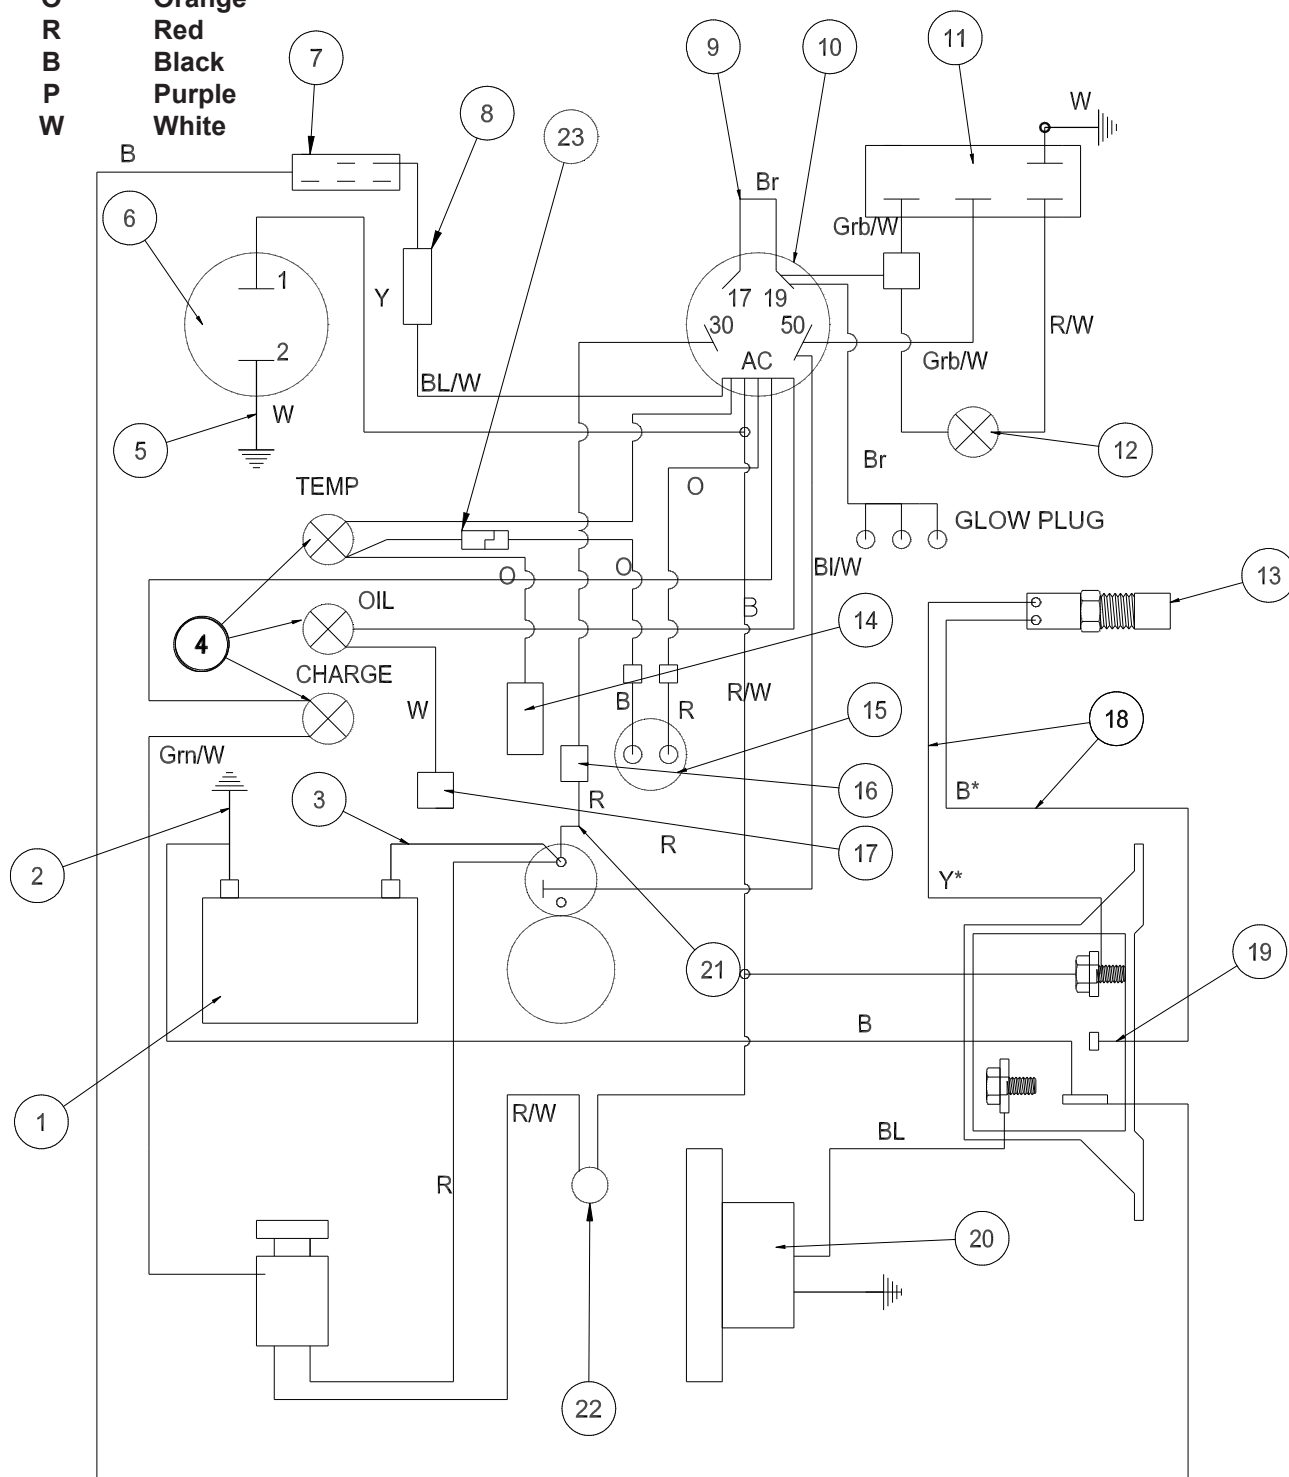 O Orange
R Red
B Black
P Purple
W White
7
8
9
10
11
23
W
B
6
Br
Grb/W
1
17 19
Y
30 50
R/W
2
AC
Grb/W
BL/W
W
5
12
Br
TEMP
O
GLOW PLUG
Bl/W
13
O
O
OIL
B
14
4
CHARGE
R/W
W
B
R
15
18
Grn/W
3
R
16
B*
R
17
2
Y*
19
21
B
1
R/W
BL
R
20
22